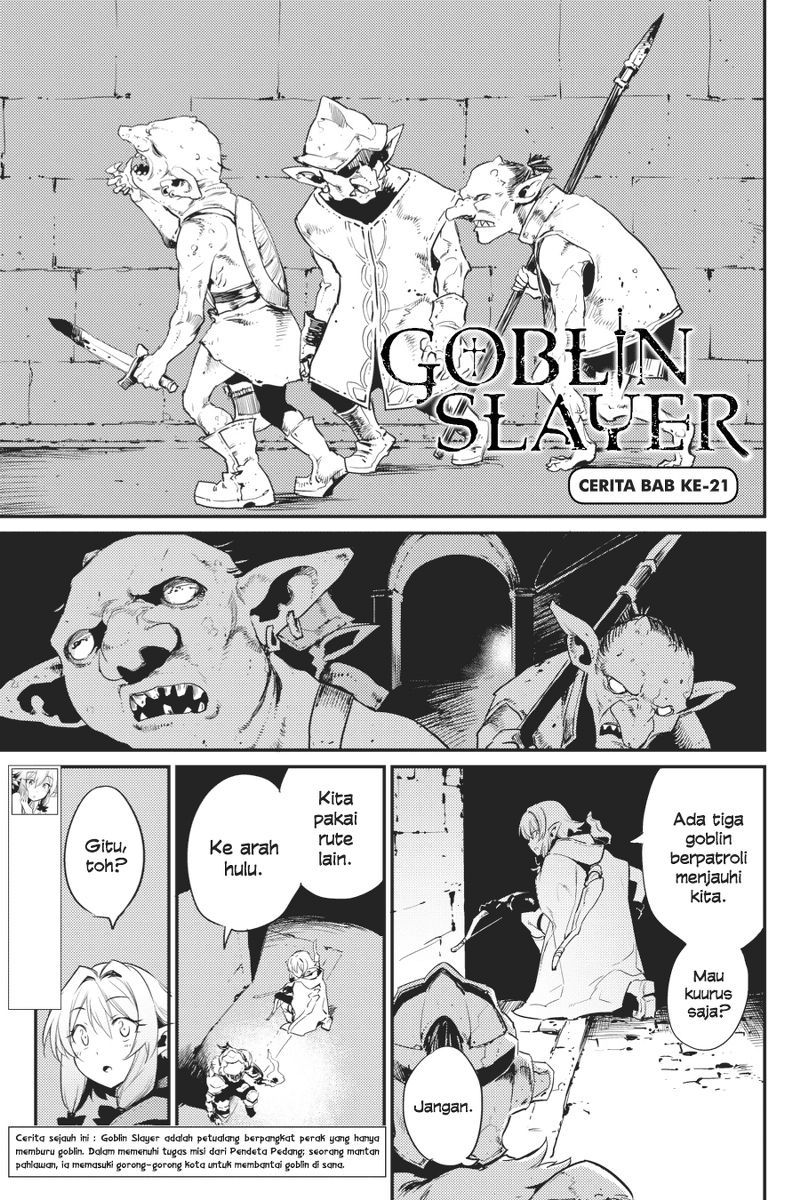 GOBLIN
SLAYER
CERITA BAB KE-21
Ada tiga
goblin
berpatroli
menjauhi
kita.
Mau
kuurus
saja?
Jangan.
Kita
pakai
rute
lain.
Ke arah
hulu.
Gitu,
toh?
Cerita sejauh ini : Goblin Slayer adalah petualang berpangkat perak yang hanya
memburu goblin. Dalam memenuhi tugas misi dari Pendeta Pedang; seorang mantan
pahlawan, ia memasuki gorong-gorong kota untuk membantai goblin di sana.